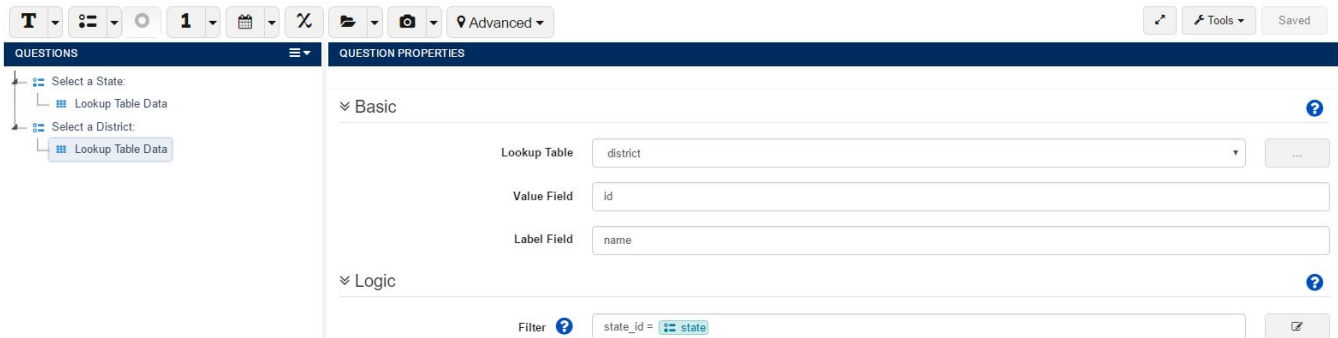 T 1 Advanced Tools Saved
QUESTIONS QUESTION PROPERTIES
Select a State:
Lookup Table Data
Basic ?
Select a District:
Lookup Table Data
Lookup Table district ...
Value Field id
Label Field name
Logic ?
Filter ? state_id = state